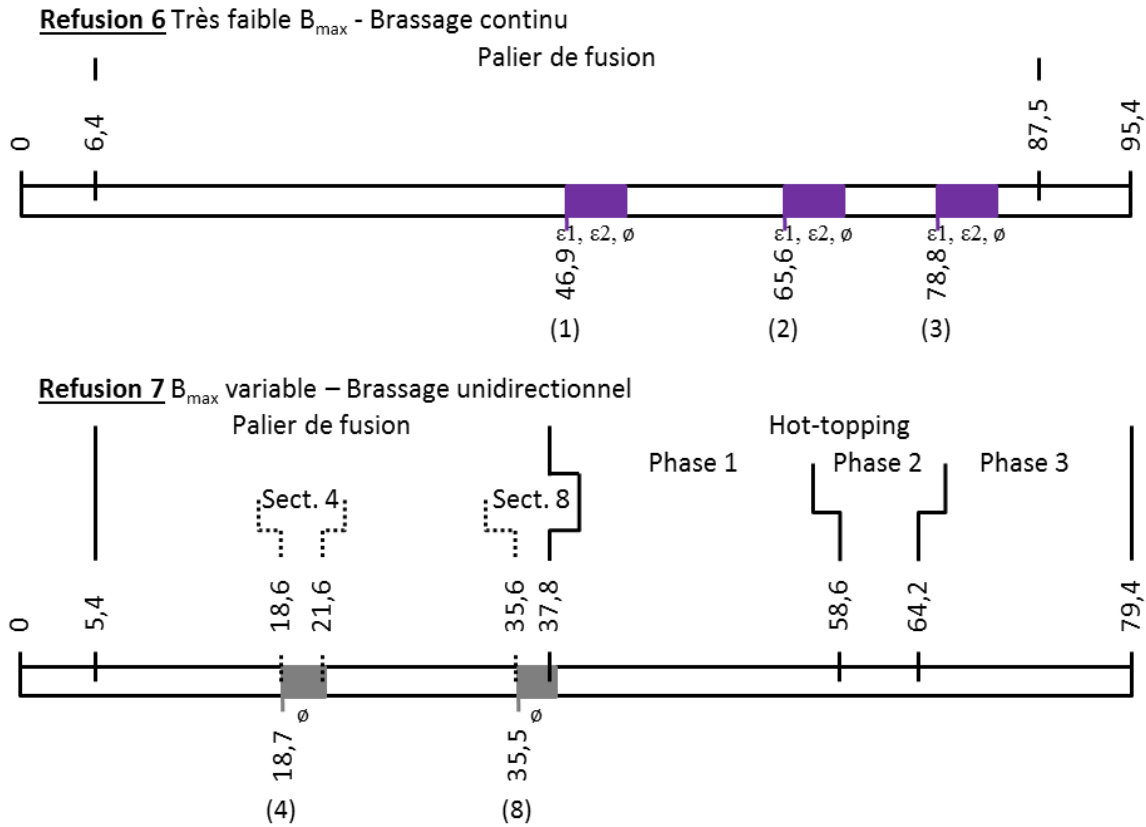 Refusion 6 Très faible Bmax - Brassage continu
Palier de fusion
0
6,4
87,5
95,4
ε1, ε2, ø
ε1, ε2, ø
ε1, ε2, ø
46,9
65,6
78,8
(1)
(2)
(3)
Refusion 7 Bmax variable – Brassage unidirectionnel
Palier de fusion
Hot-topping
Phase 1
Phase 2
Phase 3
Sect. 4
Sect. 8
0
5,4
18,6
21,6
35,6
37,8
58,6
64,2
79,4
ø
ø
18,7
35,5
(4)
(8)